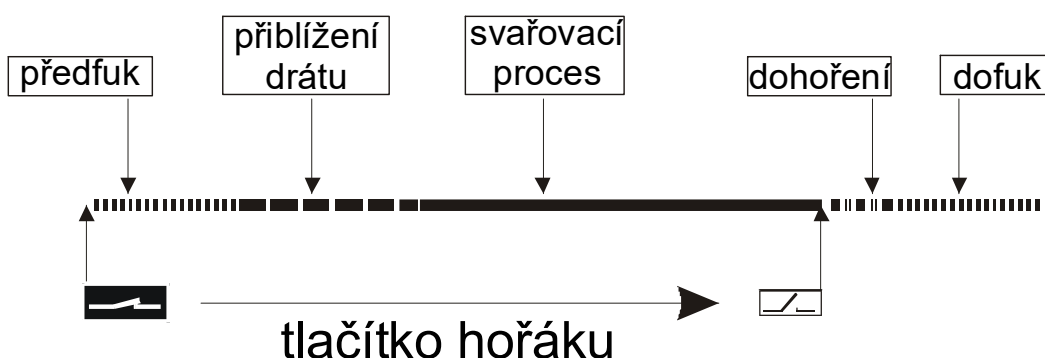 předfuk
přiblížení
drátu
svařovací
proces
dohoření
dofuk
tlačítko hořáku